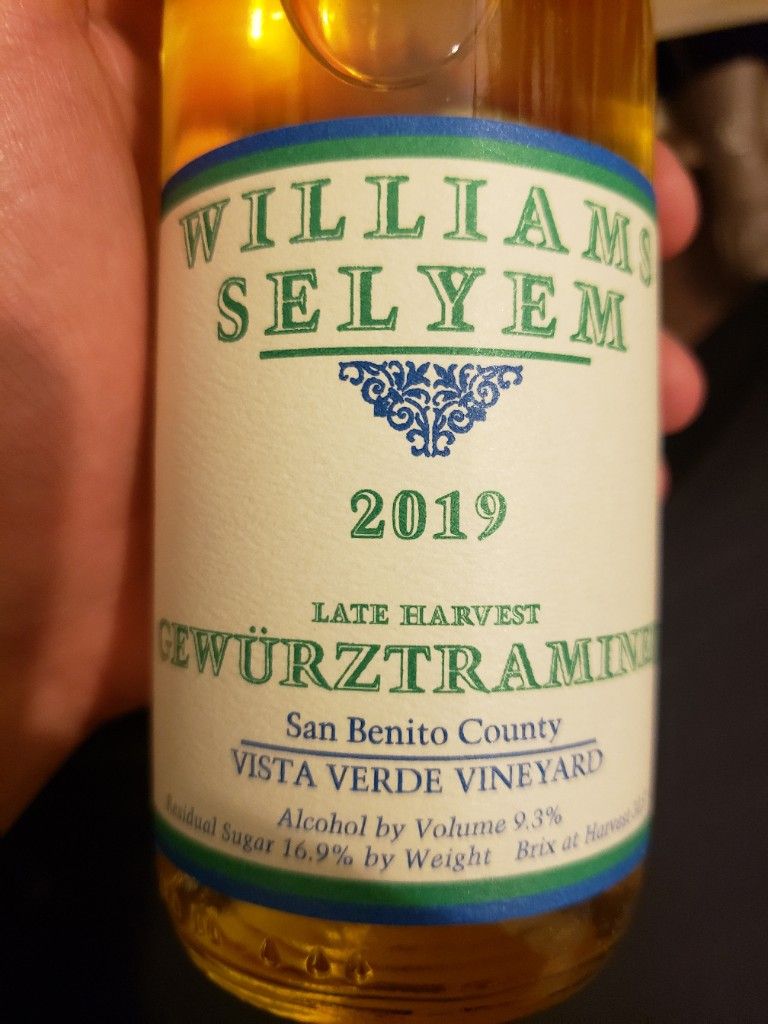 WILLIAMS
SELYEM
2019
LATE HARVEST
GEWÜRZTRAMINER
San Benito County
VISTA VERDE VINEYARD
Alcohol by Volume 9.3%
Residual Sugar 16.9% by Weight Brix at Harvest